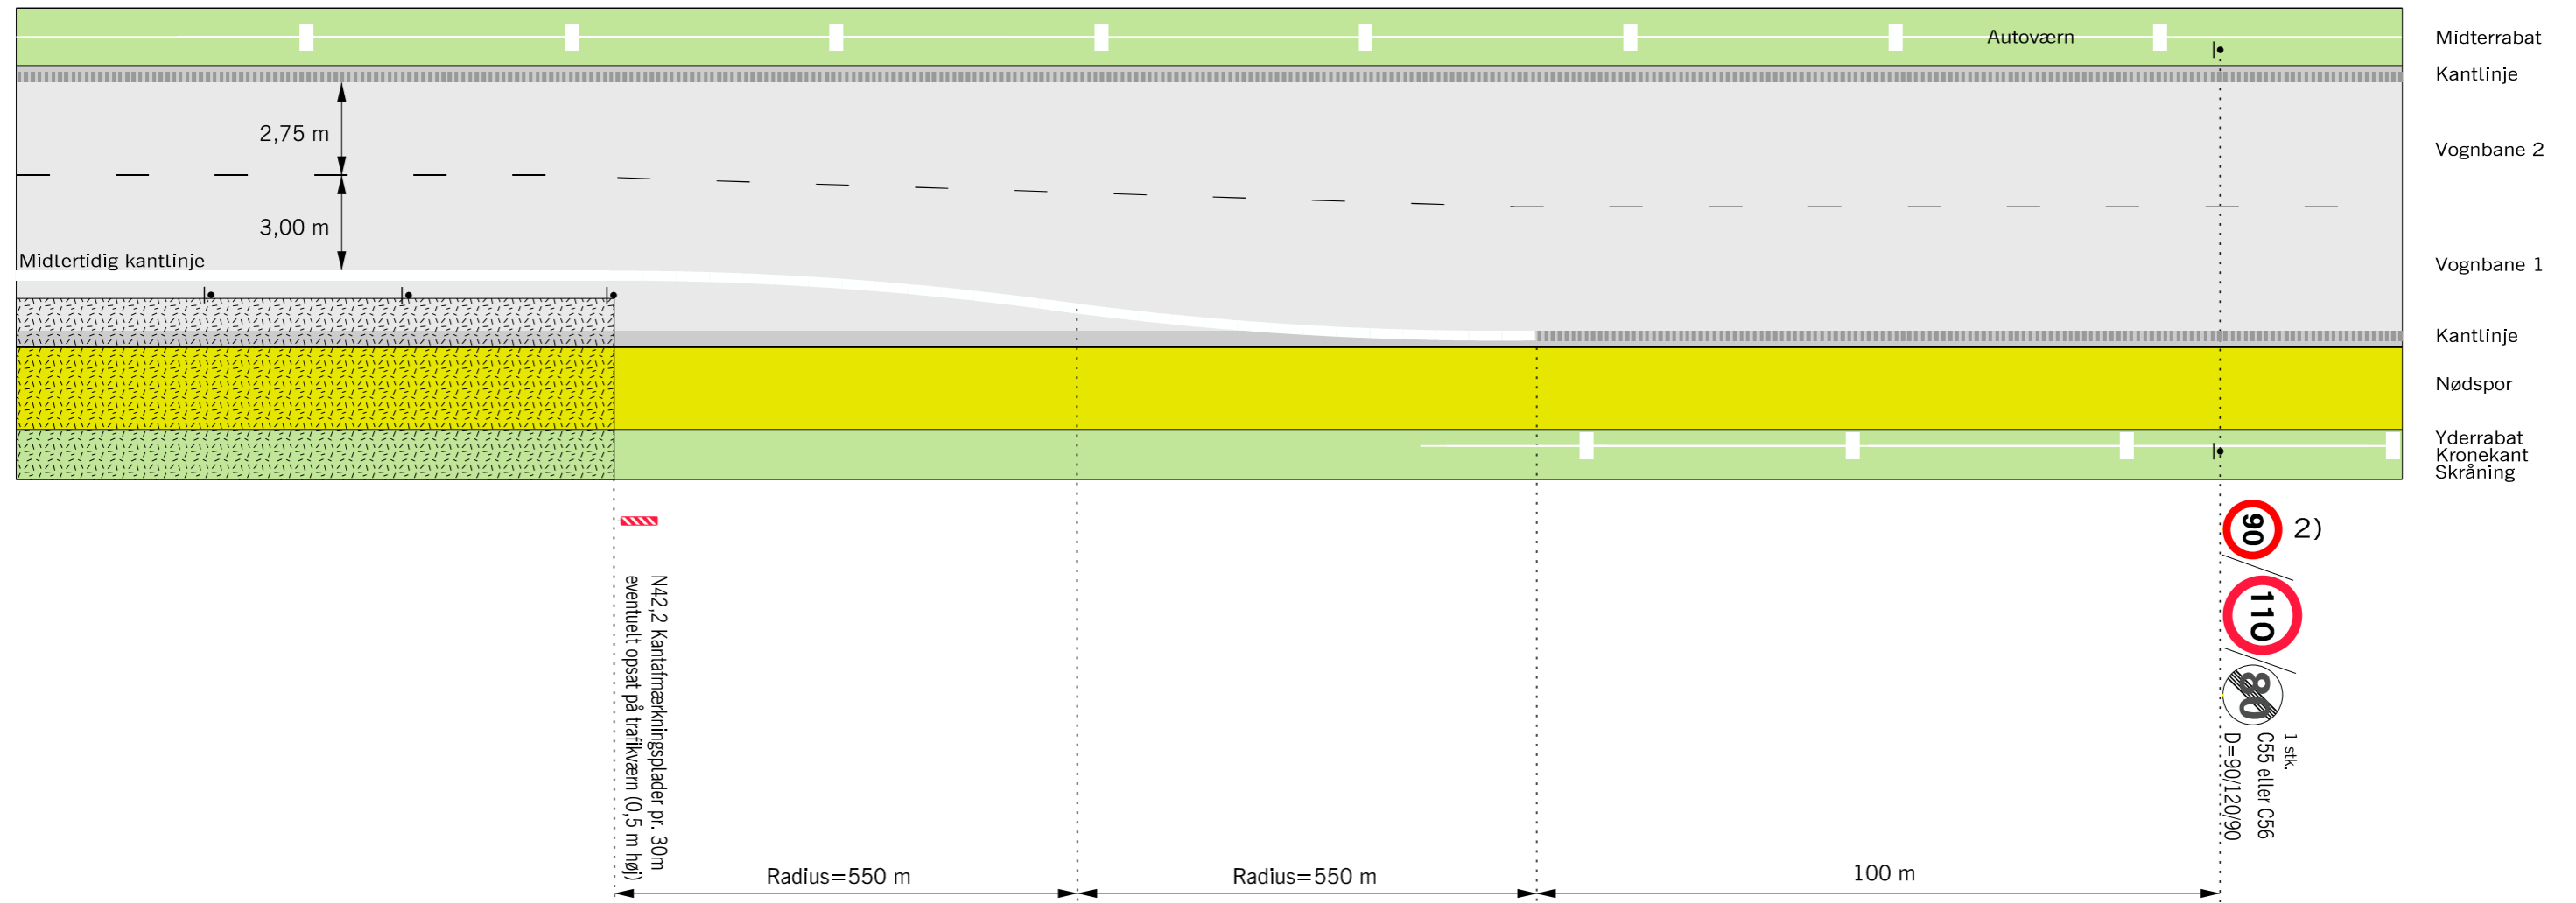 Autoværn
Midterrabat
Kantlinje
2,75 m
Vognbane 2
3,00 m
Midlertidig kantlinje
Vognbane 1
Kantlinje
Nødspor
Yderrabat
Kronekant
Skråning
90
2)
110
80
N42,2 Kantafmærkningsplader pr. 30m
eventuelt opsat på trafikværn (0,5 m høj)
1 stk.
C55 eller C56
D=90/120/90
Radius=550 m
Radius=550 m
100 m